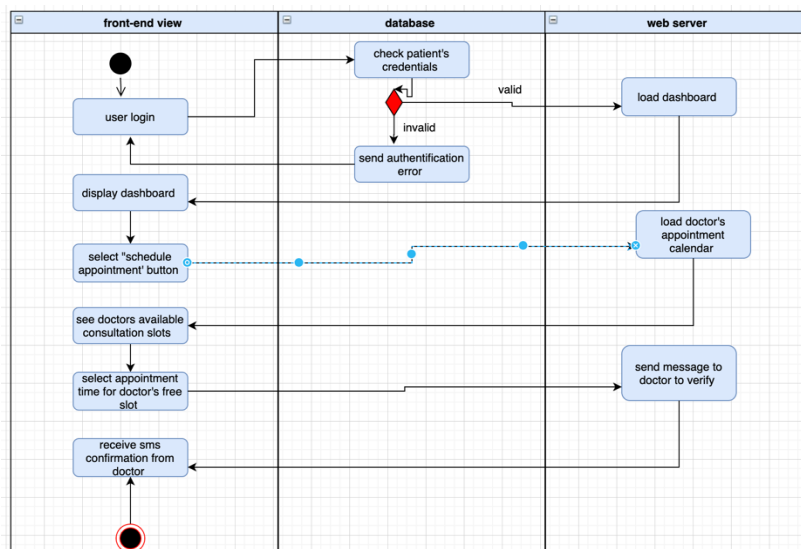 front-end view
database
web server
check patient's
credentials
valid
load dashboard
user login
invalid
send authentification
error
display dashboard
load doctor's
appointment
calendar
select "schedule
appointment' button
see doctors available
consultation slots
select appointment
time for doctor's free
slot
send message to
doctor to verify
receive sms
confirmation from
doctor